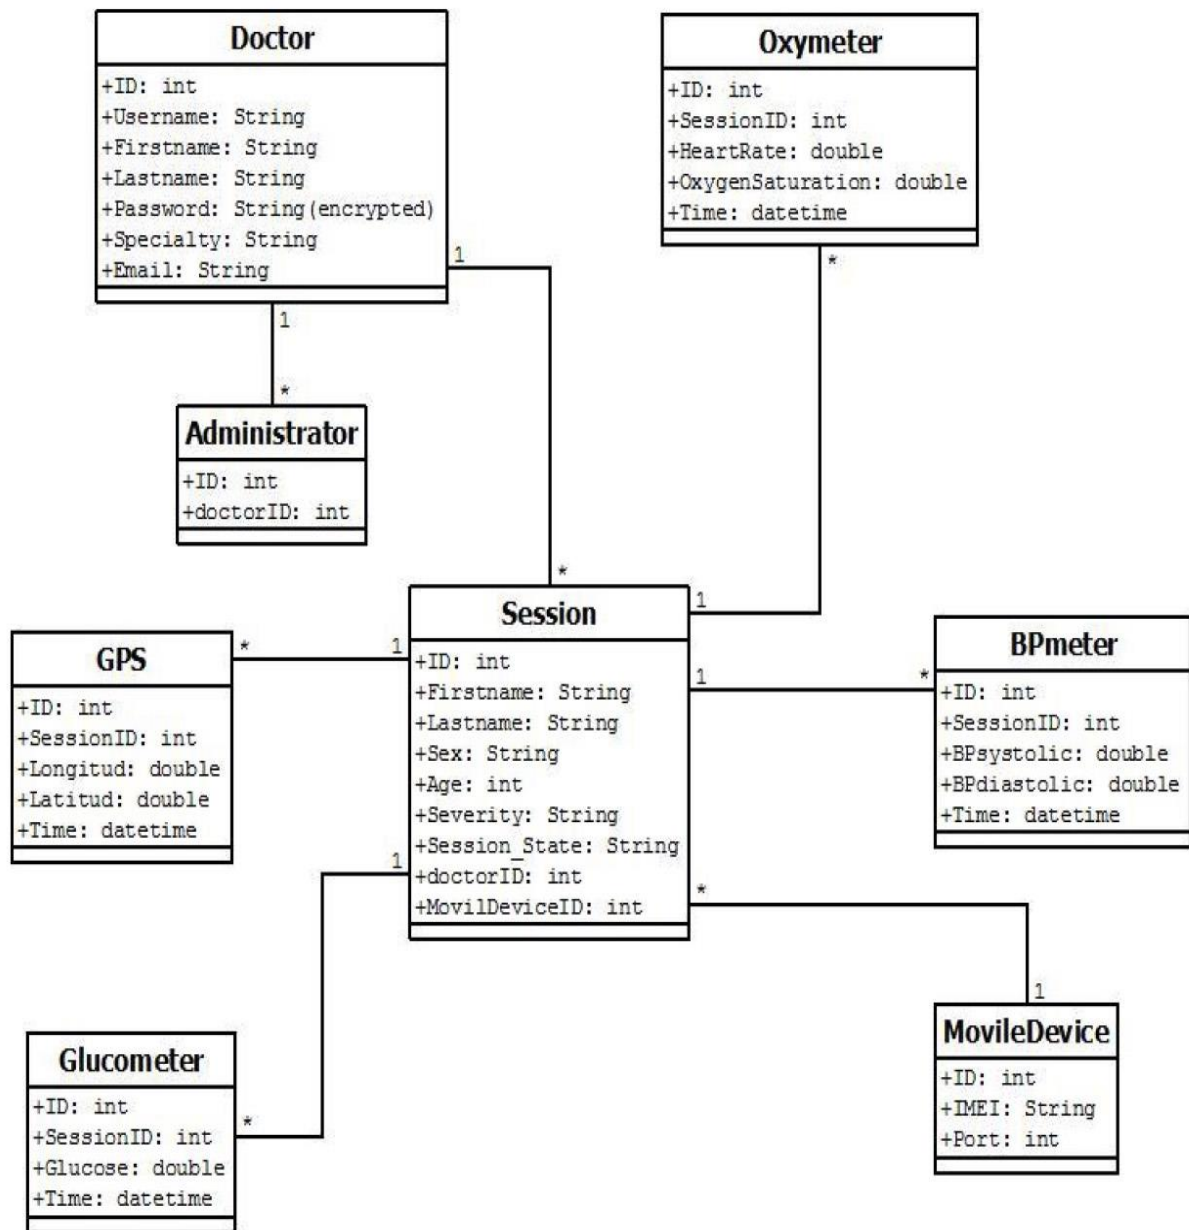 Doctor
+ID: int
+Username: String
+Firstname: String
+Lastname: String
+Password: String(encrypted)
+Specialty: String
+Email: String
1
1
*
Administrator
+ID: int
+doctorID: int
Oxymeter
+ID: int
+SessionID: int
+HeartRate: double
+OxygenSaturation: double
+Time: datetime
*
*
1
Session
+ID: int
+Firstname: String
+Lastname: String
+Sex: String
+Age: int
+Severity: String
+Session_State: String
+doctorID: int
+MovilDeviceID: int
1
*
1
*
1
*
GPS
+ID: int
+SessionID: int
+Longitud: double
+Latitud: double
+Time: datetime
BPmeter
+ID: int
+SessionID: int
+BPsystolic: double
+BPdiastolic: double
+Time: datetime
1
MovileDevice
+ID: int
+IMEI: String
+Port: int
Glucometer
+ID: int
+SessionID: int
+Glucose: double
+Time: datetime
*